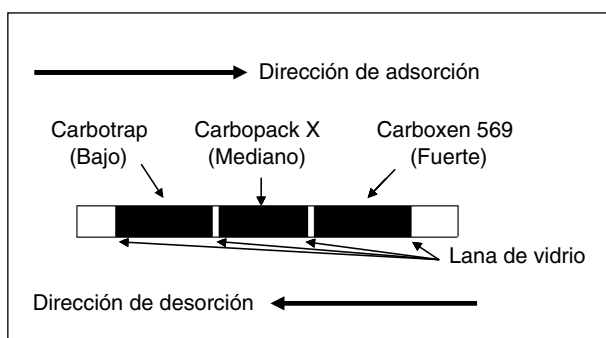 Dirección de adsorción
Carbotrap
(Bajo)
Carbopack X
(Mediano)
Carboxen 569
(Fuerte)
Lana de vidrio
Dirección de desorción